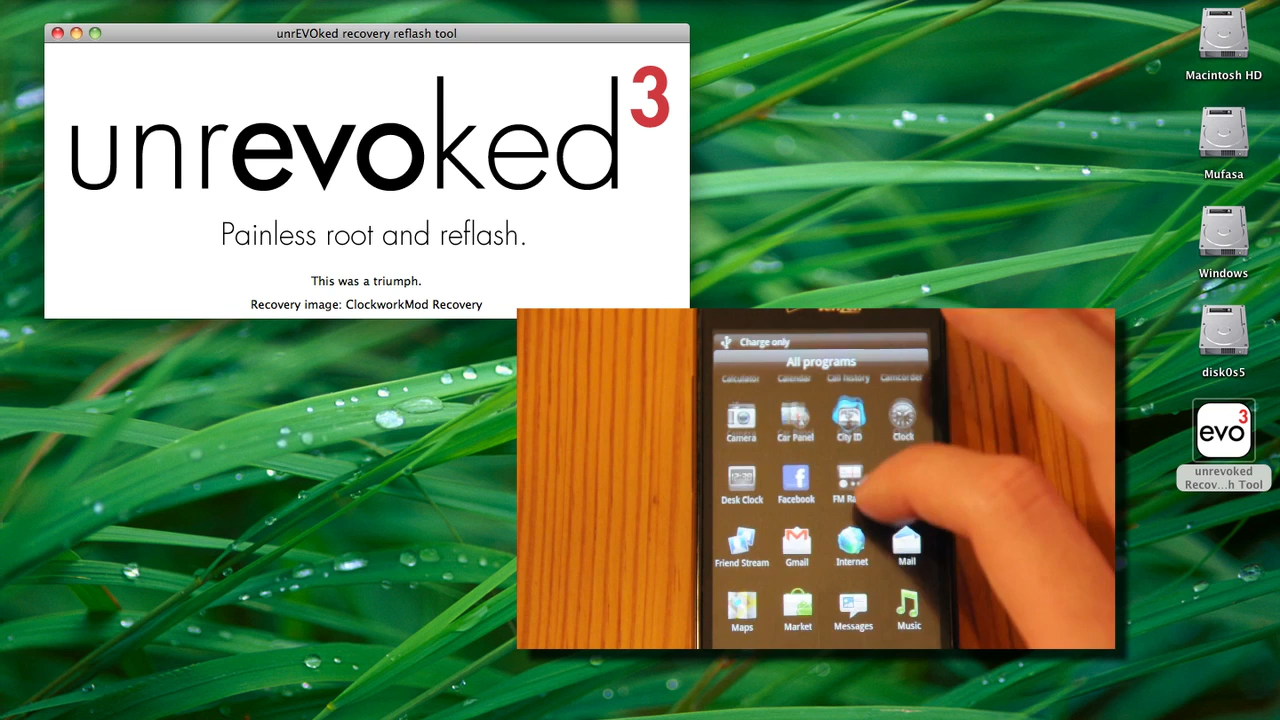 unrEVOked recovery reflash tool
unrevoked3
Painless root and reflash.
This was a triumph.
Recovery image: ClockworkMod Recovery
Macintosh HD
Mufasa
Windows
disk0s5
evo3
unrevoked
Recov...h Tool
Charge only
All programs
Calculator Calendar Call history Camcorder
Camera Car Panel City ID Clock
Desk Clock Facebook FM
Friend Stream Gmail Internet Mail
Maps Market Messages Music